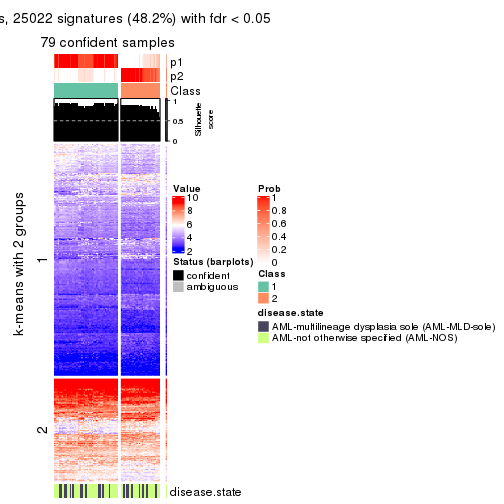 s, 25022 signatures (48.2%) with fdr < 0.05
79 confident samples
p1
p2
Class
1
0.5
0
Silhouette
score
k-means with 2 groups
1
2
disease.state
Value
10
8
6
4
2
Status (barplots)
confident
ambiguous
Prob
1
0.8
0.6
0.4
0.2
0
Class
1
2
disease.state
AML-multilineage dysplasia sole (AML-MLD-sole)
AML-not otherwise specified (AML-NOS)